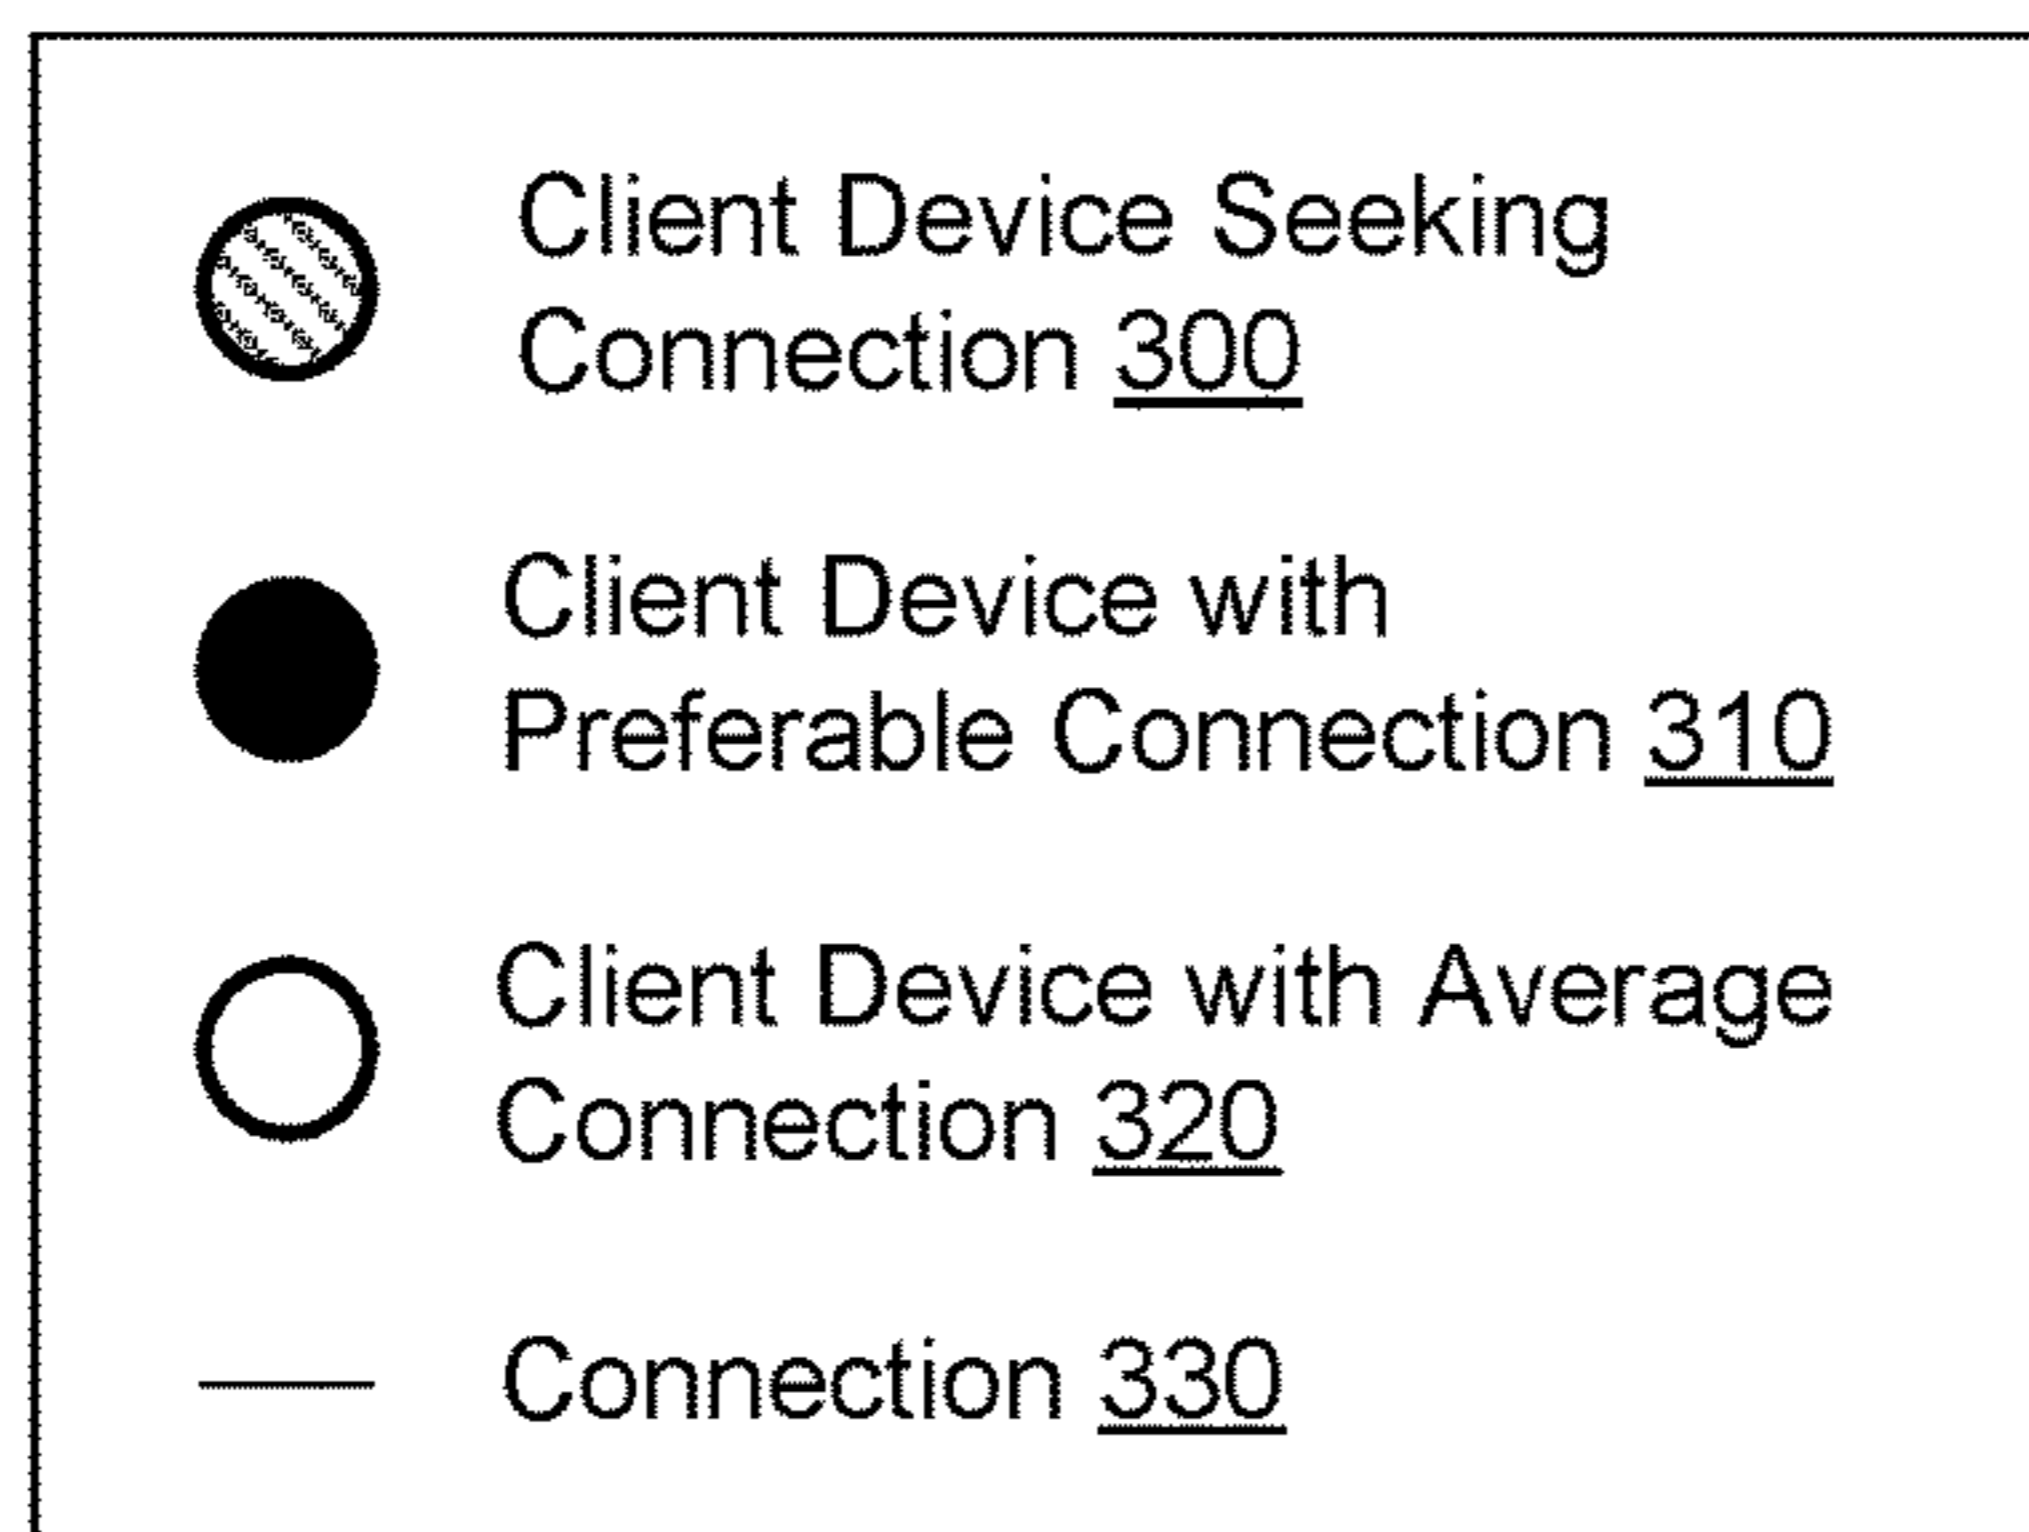 Client Device Seeking
Connection 300
Client Device with
Preferable Connection 310
Client Device with Average
Connection 320
Connection 330